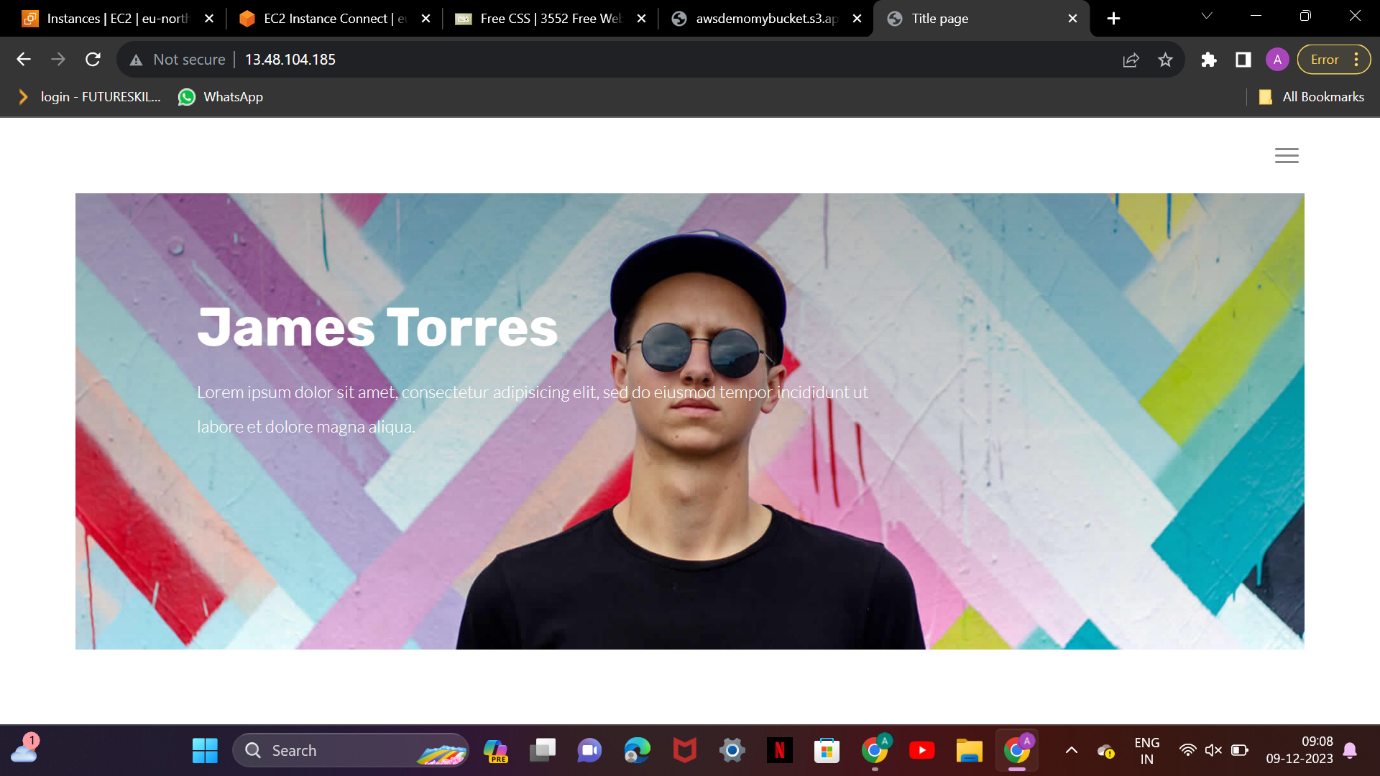 Instances | EC2 | eu-north
EC2 Instance Connect | eu
Free CSS | 3552 Free Web
awsdemomybucket.s3.ap
Title page
Not secure
13.48.104.185
A
Error
login - FUTURESKIL...
WhatsApp
All Bookmarks
James Torres
Lorem ipsum dolor sit amet, consectetur adipisicing elit, sed do eiusmod tempor incididunt ut
labore et dolore magna aliqua.
1
Search
PRE
N
A
A
ENG
IN
09:08
09-12-2023